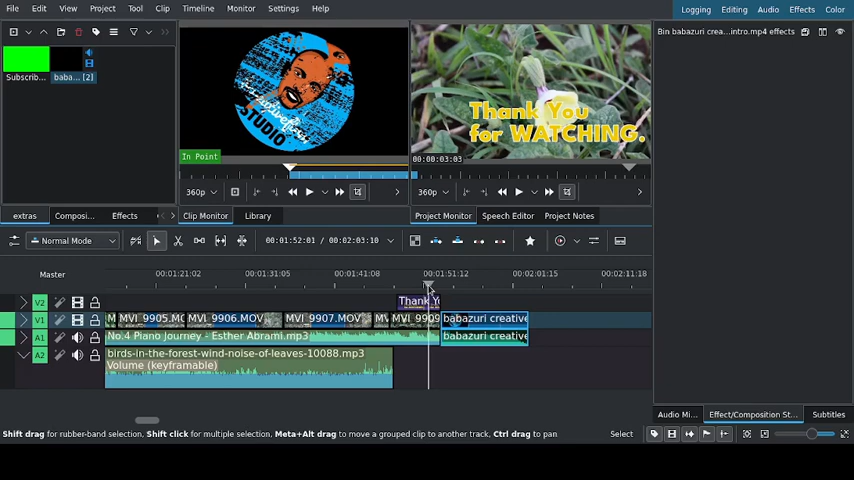 File Edit View Project Tool Clip Timeline Monitor Settings Help
Logging Editing Audio Effects Color
Bin babazuri crea...intro.mp4 effects
Subscrib...
baba... [2]
STUDIO
In Point
Thank You
for WATCHING.
00:00:03:03
360p
360p
extras Composi... Effects
Clip Monitor Library
Project Monitor Speech Editor Project Notes
Normal Mode
00:01:52:01 / 00:02:03:10
Master
00:01:21:02 00:01:31:05 00:01:41:08 00:01:51:12 00:02:01:15 00:02:11:18
V2
Thank Y
V1
M MVI_9905.MC MVI_9906.MOV MVI_9907.MOV MV MVI_9909 babazuri creative
A1
No.4 Piano Journey - Esther Abrami.mp3
babazuri creative
A2
birds-in-the-forest-wind-noise-of-leaves-10088.mp3
Volume (keyframable)
Audio Mi... Effect/Composition St... Subtitles
Shift drag for rubber-band selection, Shift click for multiple selection, Meta+Alt drag to move a grouped clip to another track, Ctrl drag to pan
Select